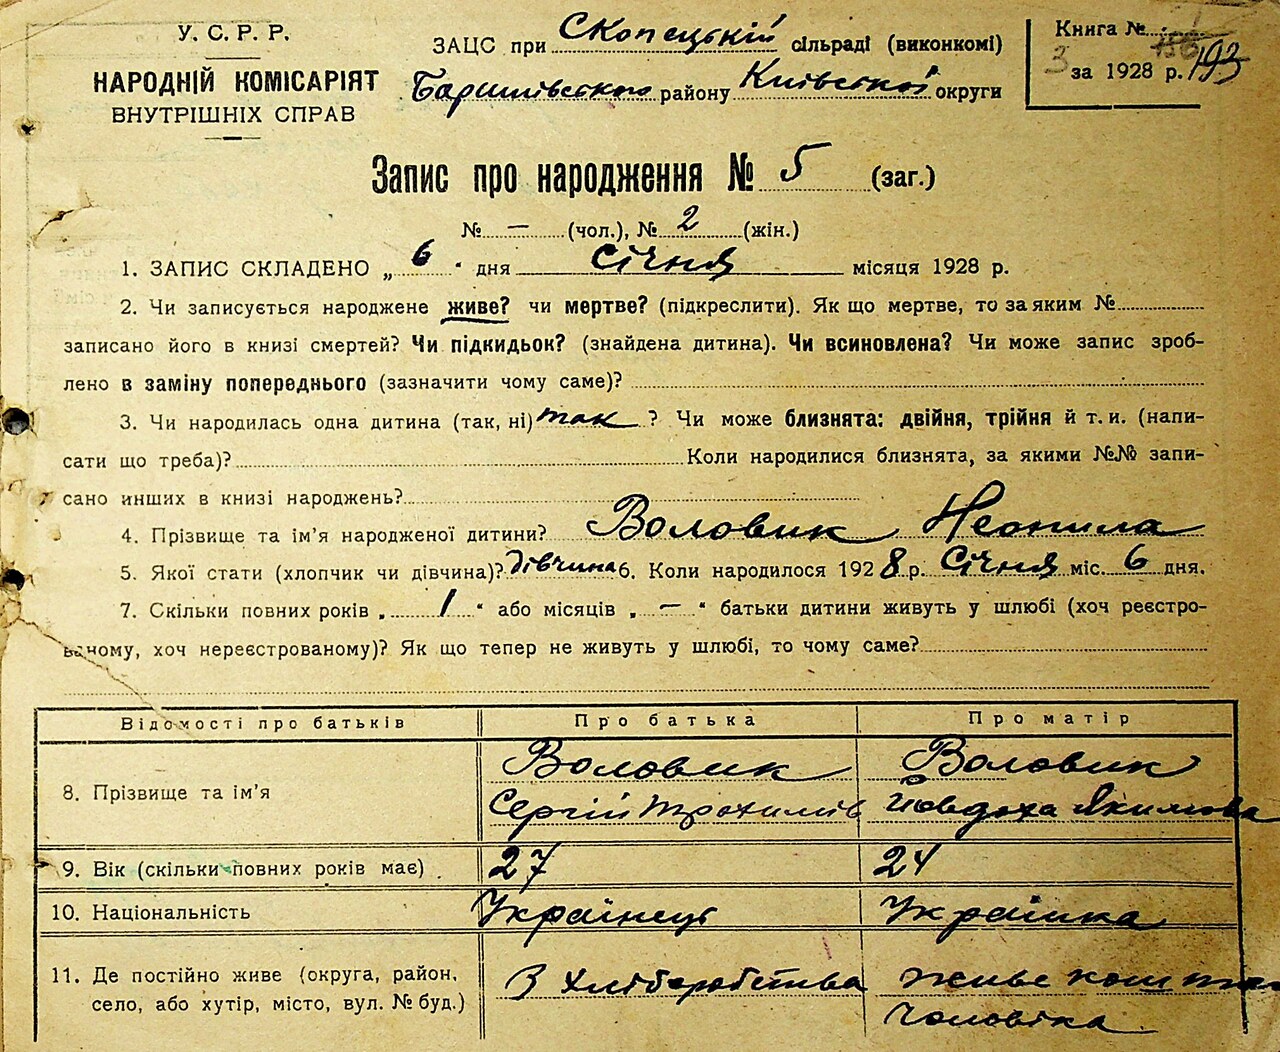 У. С. Р. Р.
НАРОДНІЙ КОМІСАРІЯТ
ВНУТРІШНІХ СПРАВ
ЗАЦС при Скопецькій сільраді (виконкомі)
Баришівського району Київської округи
Книга №
3 за 1928 р. 193
Запис про народження № 5 (заг.)
№ — (чол.), № 2 (жін.)
1. ЗАПИС СКЛАДЕНО „ 6 " дня Січня місяця 1928 р.
2. Чи записується народжене живе? чи мертве? (підкреслити). Як що мертве, то за яким №
записано його в книзі смертей? Чи підкидьок? (знайдена дитина). Чи всиновлена? Чи може запис зроб-
лено в заміну попереднього (зазначити чому саме)?
3. Чи народилась одна дитина (так, ні) так ? Чи може близнята: двійня, трійня й т. и. (напи-
сати що треба)? Коли народилися близнята, за якими №№ запи-
сано инших в книзі народжень?
4. Прізвище та ім'я народженої дитини? Воловик Неонила
5. Якої стати (хлопчик чи дівчина)? дівчина 6. Коли народилося 1928 р. Січня міс. 6 дня.
7. Скільки повних років „ 1 " або місяців „ — " батьки дитини живуть у шлюбі (хоч реєстро-
ваному, хоч нереєстрованому)? Як що тепер не живуть у шлюбі, то чому саме?
Відомості про батьків Про батька Про матір
8. Прізвище та ім'я
Воловик
Сергій Трохимів
Воловик
Йовдоха Якимова
9. Вік (скільки повних років має) 27 24
10. Національність Українець Українка
11. Де постійно живе (округа, район,
село, або хутір, місто, вул. № буд.)
З Хліборобства
живе кошт
Чоловіка